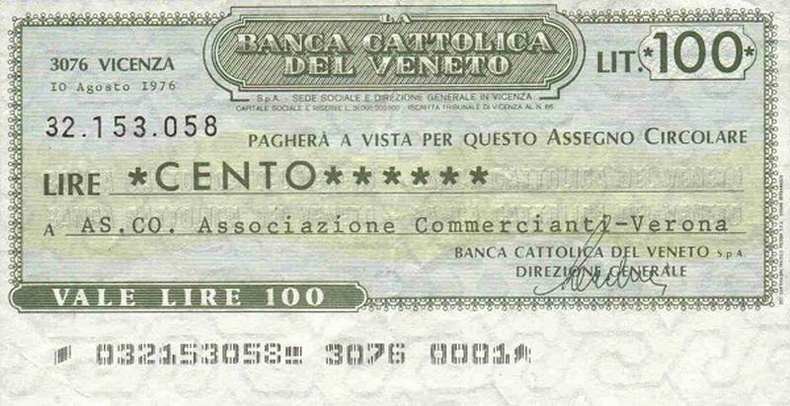 LA
BANCA CATTOLICA
DEL VENETO
S.p.A. - SEDE SOCIALE E DIREZIONE GENERALE IN VICENZA
3076 VICENZA
10 Agosto 1976
LIT. *100*
32.153.058
PAGHERÀ A VISTA PER QUESTO ASSEGNO CIRCOLARE
LIRE *CENTO******
A AS.CO. Associazione Commercianti-Verona
BANCA CATTOLICA DEL VENETO S.p.A.
DIREZIONE GENERALE
VALE LIRE 100
032153058 3076 0001